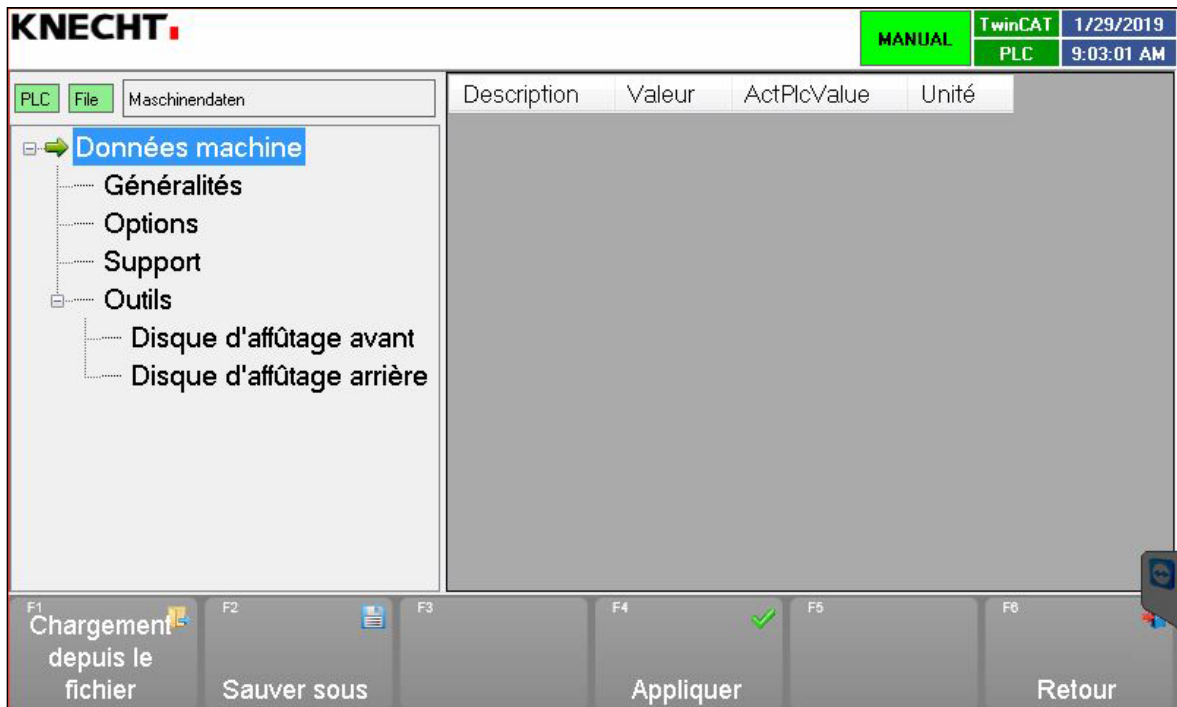 KNECHT
MANUAL
TwinCAT
1/29/2019
PLC
9:03:01 AM
PLC
File
Maschinendaten
Description
Valeur
ActPlcValue
Unité
Données machine
Généralités
Options
Support
Outils
Disque d'affûtage avant
Disque d'affûtage arrière
F1
Chargement
depuis le
fichier
F2
Sauver sous
F3
F4
Appliquer
F5
F6
Retour